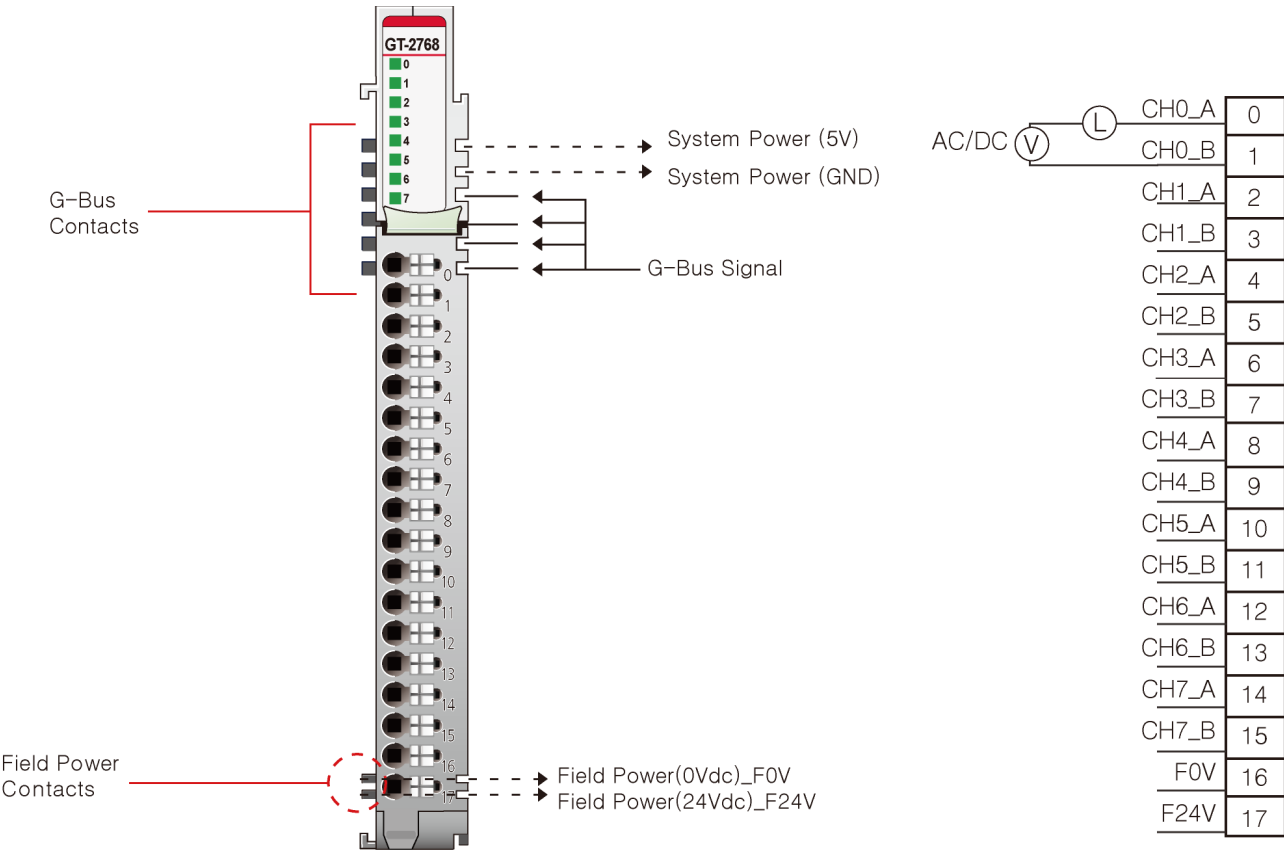 GT-2768
0
1
2
3
4
5
6
7
System Power (5V)
System Power (GND)
G-Bus
Contacts
G-Bus Signal
0
1
2
3
4
5
6
7
8
9
10
11
12
13
14
15
16
17
Field Power
Contacts
Field Power(0Vdc)_F0V
Field Power(24Vdc)_F24V
AC/DC V L
CH0_A 0
CH0_B 1
CH1_A 2
CH1_B 3
CH2_A 4
CH2_B 5
CH3_A 6
CH3_B 7
CH4_A 8
CH4_B 9
CH5_A 10
CH5_B 11
CH6_A 12
CH6_B 13
CH7_A 14
CH7_B 15
F0V 16
F24V 17